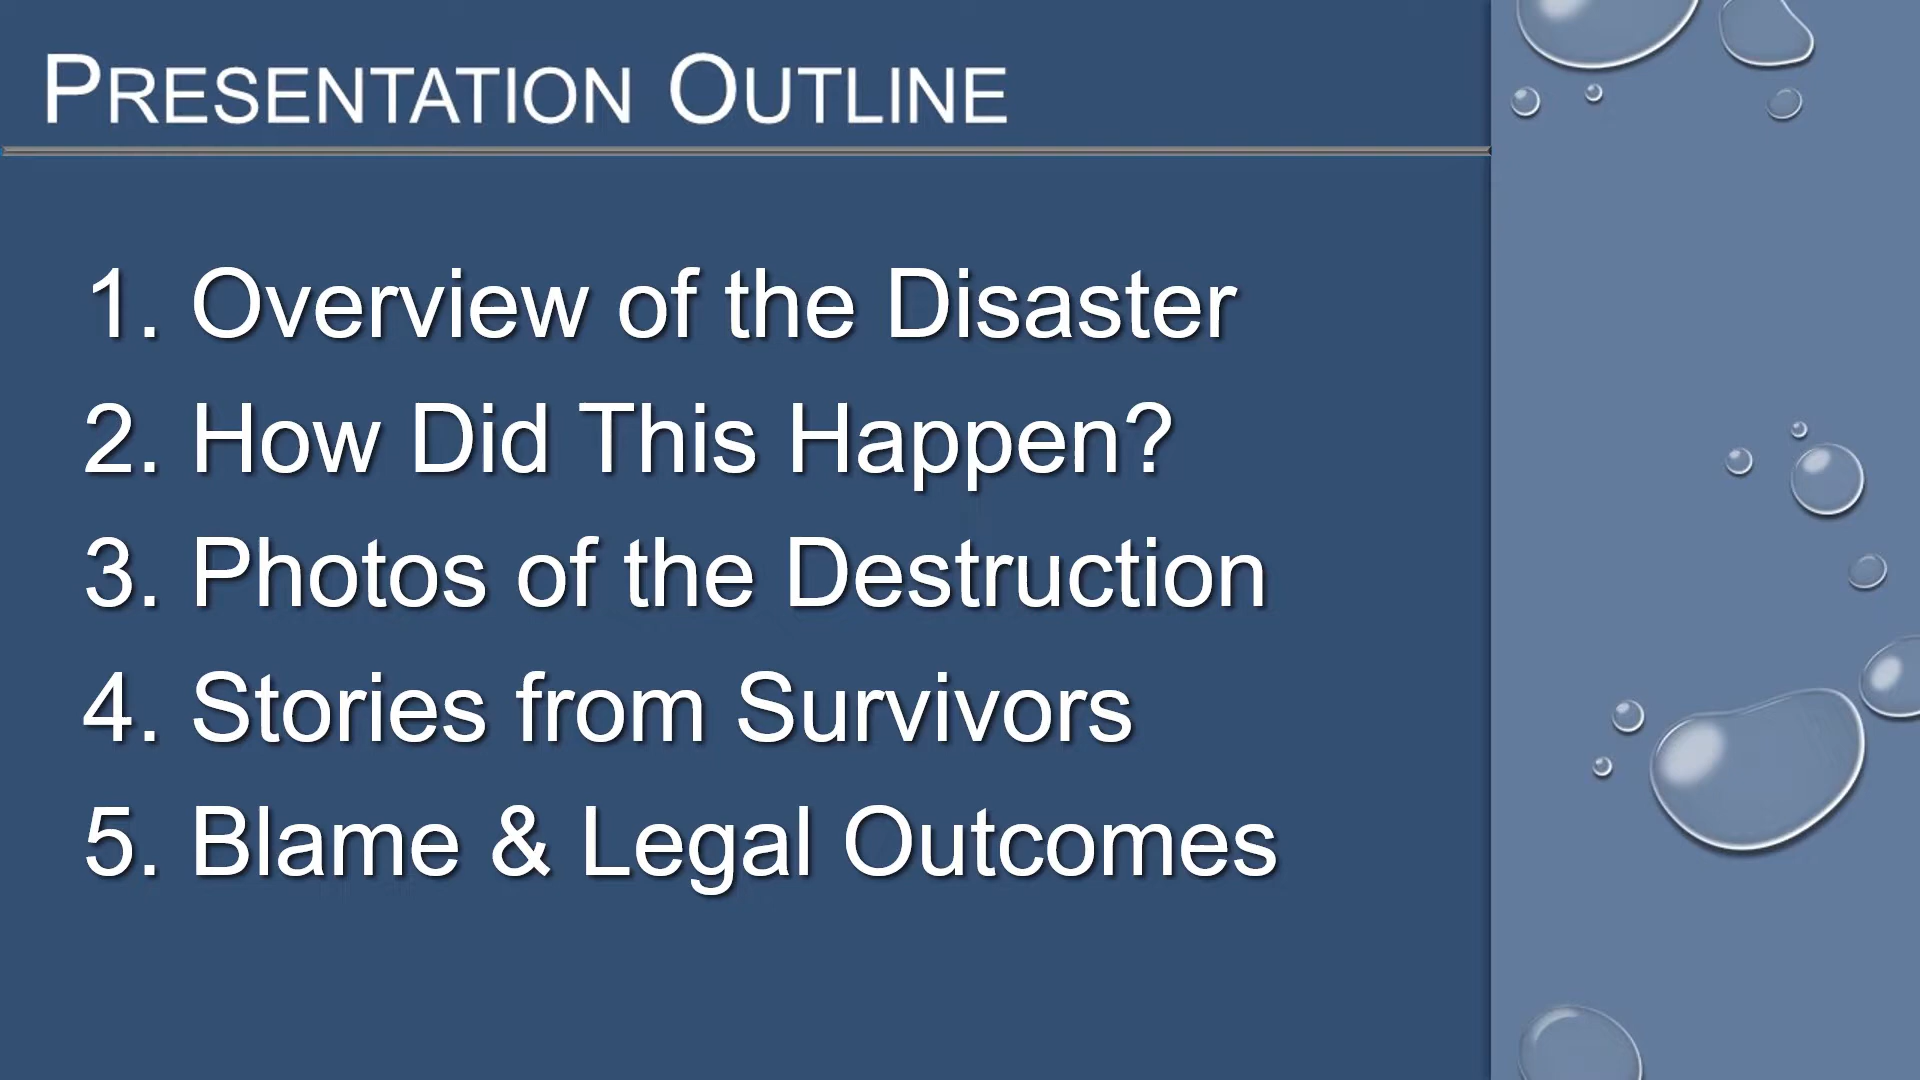 PRESENTATION OUTLINE
1. Overview of the Disaster
2. How Did This Happen?
3. Photos of the Destruction
4. Stories from Survivors
5. Blame & Legal Outcomes